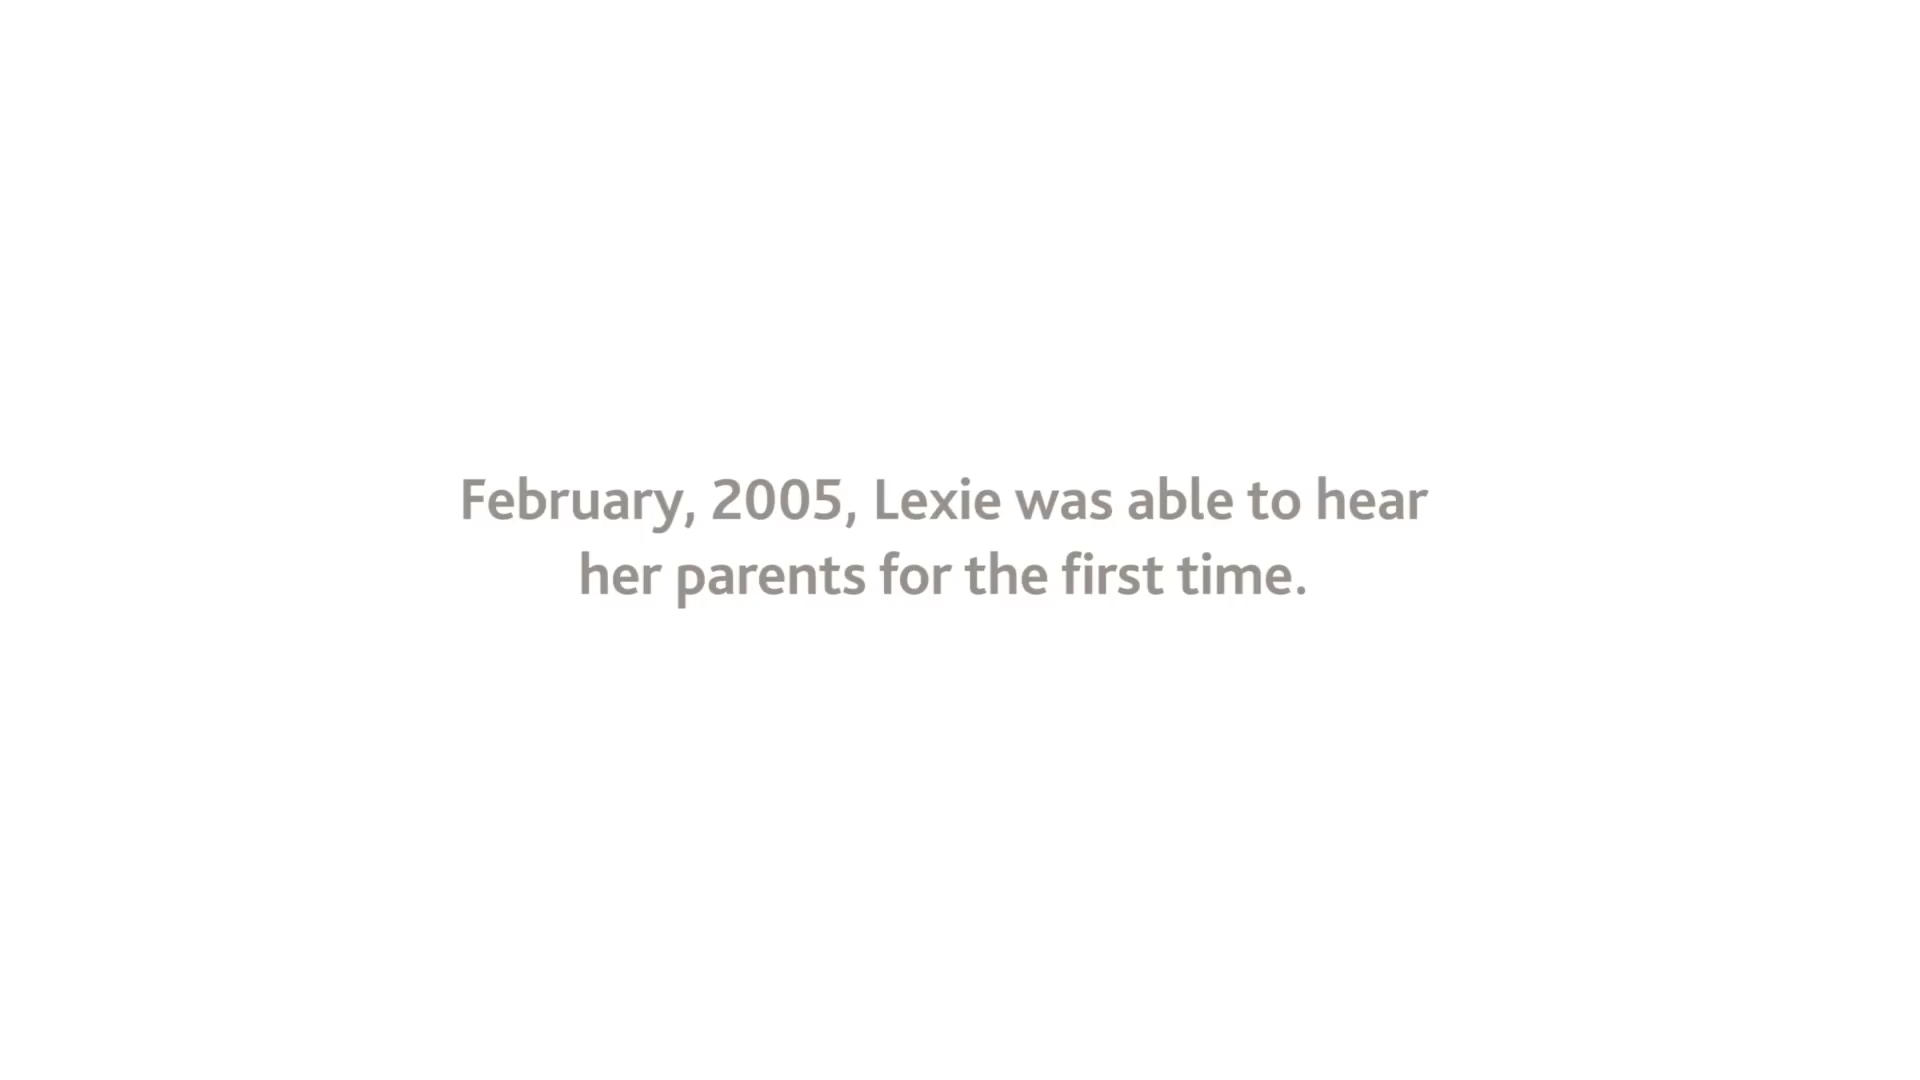 February, 2005, Lexie was able to hear
her parents for the first time.